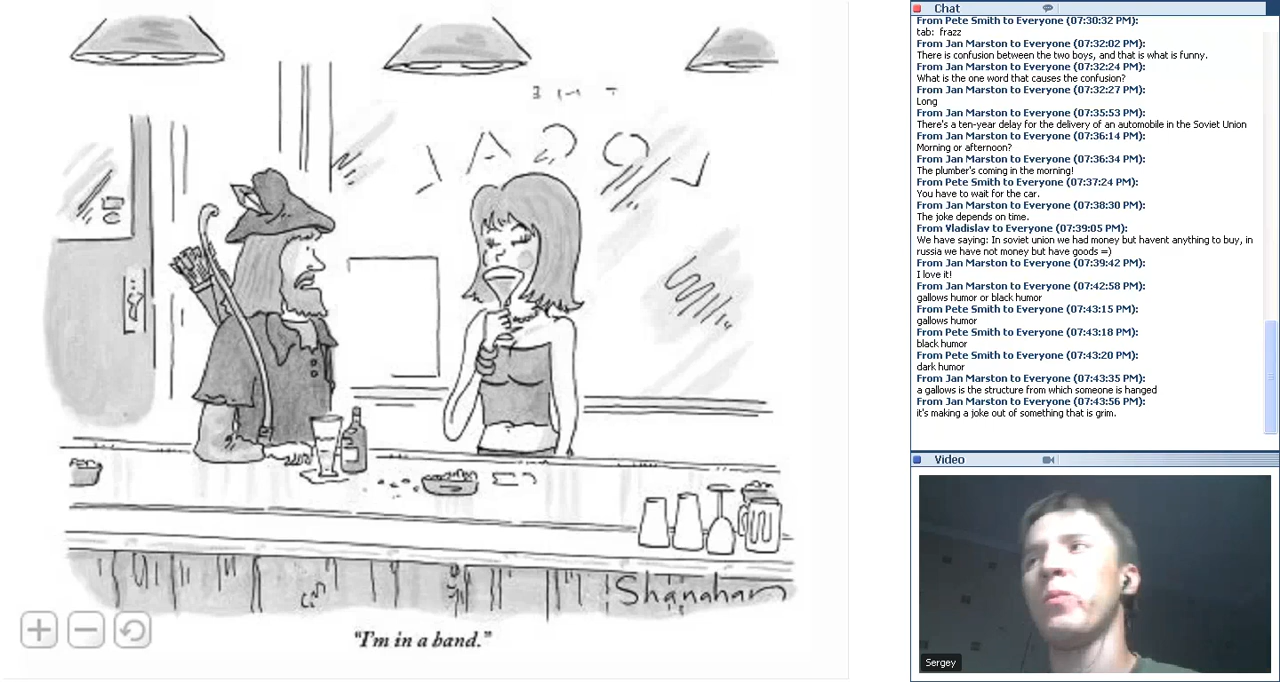 "I'm in a band."
Shanahan
Chat
From Pete Smith to Everyone (07:30:32 PM):
tab: frazz
From Jan Marston to Everyone (07:32:02 PM):
There is confusion between the two boys, and that is what is funny.
From Jan Marston to Everyone (07:32:24 PM):
What is the one word that causes the confusion?
From Jan Marston to Everyone (07:32:27 PM):
Long
From Jan Marston to Everyone (07:35:53 PM):
There's a ten-year delay for the delivery of an automobile in the Soviet Union
From Jan Marston to Everyone (07:36:14 PM):
Morning or afternoon?
From Jan Marston to Everyone (07:36:34 PM):
The plumber's coming in the morning!
From Pete Smith to Everyone (07:37:24 PM):
You have to wait for the car.
From Jan Marston to Everyone (07:38:30 PM):
The joke depends on time.
From Vladislav to Everyone (07:39:05 PM):
We have saying: In soviet union we had money but havent anything to buy, in
russia we have not money but have goods =)
From Jan Marston to Everyone (07:39:42 PM):
I love it!
From Jan Marston to Everyone (07:42:58 PM):
gallows humor or black humor
From Pete Smith to Everyone (07:43:15 PM):
gallows humor
From Pete Smith to Everyone (07:43:18 PM):
black humor
From Pete Smith to Everyone (07:43:20 PM):
dark humor
From Jan Marston to Everyone (07:43:35 PM):
a gallows is the structure from which someone is hanged
From Jan Marston to Everyone (07:43:56 PM):
it's making a joke out of something that is grim.
Video
Sergey